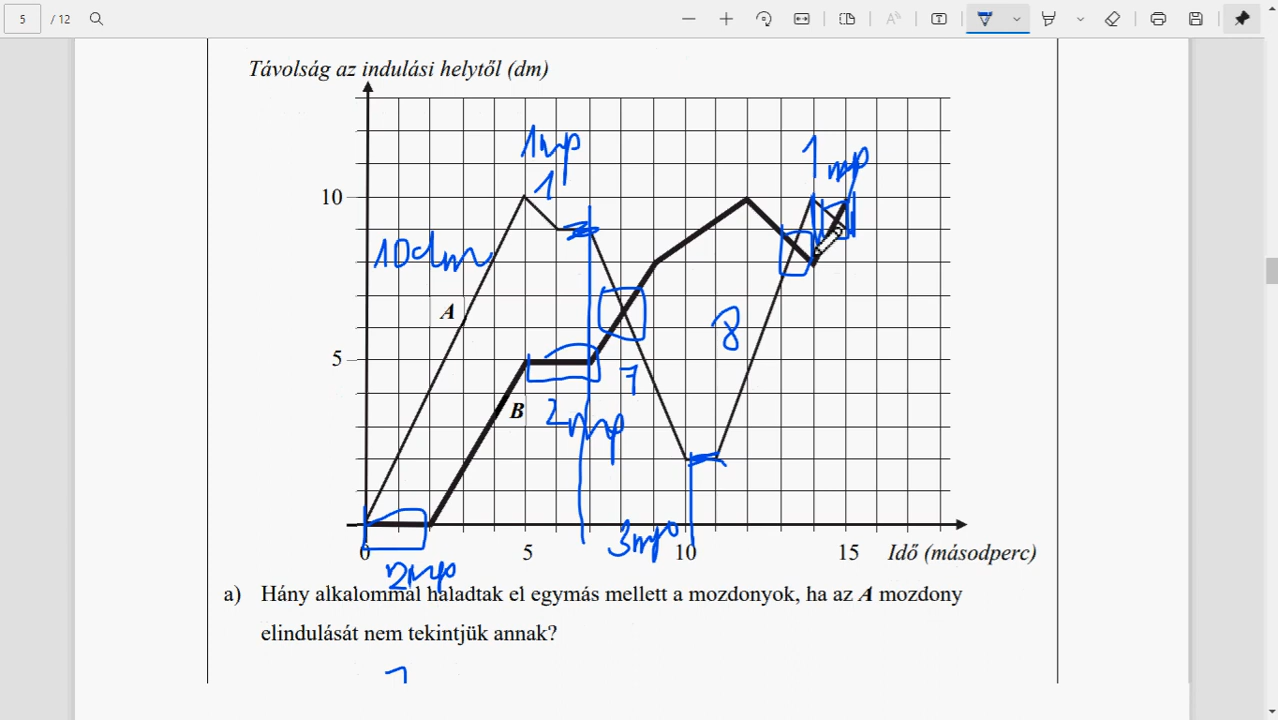 5 / 12
Távolság az indulási helytől (dm)
1mp
1
1 mp
10
10dm
A
8
5
7
B
2mp
3mp
0
5
10
15
Idő (másodperc)
2mp
a) Hány alkalommal haladtak el egymás mellett a mozdonyok, ha az A mozdony
elindulását nem tekintjük annak?